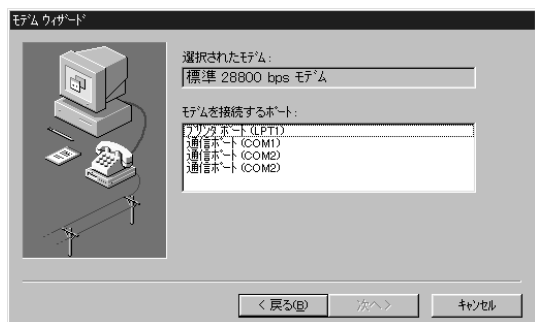 ﾓﾃﾞﾑ ｳｨｻﾞｰﾄﾞ
選択されたﾓﾃﾞﾑ:
標準 28800 bps ﾓﾃﾞﾑ
ﾓﾃﾞﾑを接続するﾎﾟｰﾄ:
ﾌﾟﾘﾝﾀ ﾎﾟｰﾄ (LPT1)
通信ﾎﾟｰﾄ (COM1)
通信ﾎﾟｰﾄ (COM2)
通信ﾎﾟｰﾄ (COM2)
< 戻る(B)
次へ >
ｷｬﾝｾﾙ